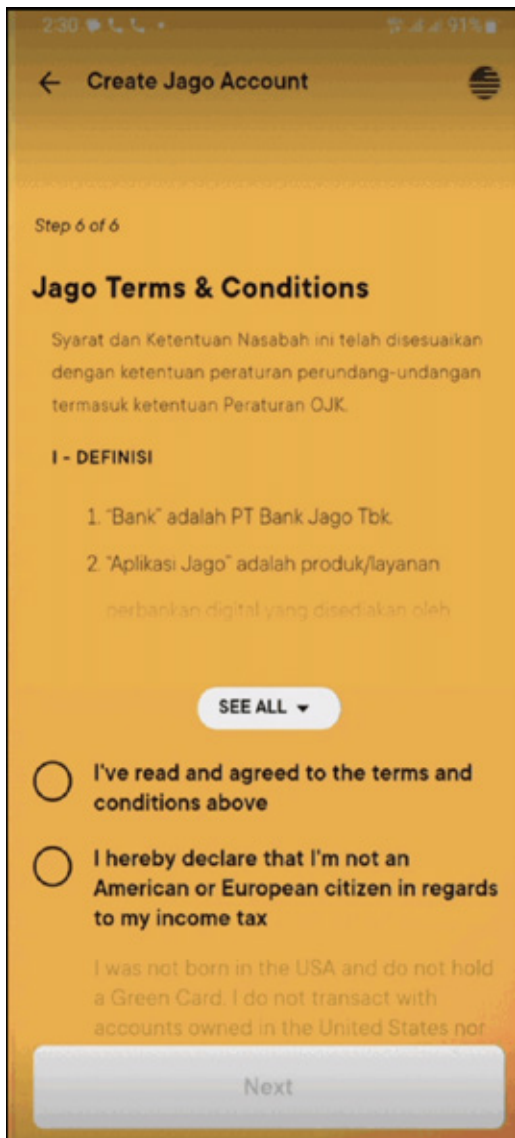 2:30
91%
Create Jago Account
Step 6 of 6
Jago Terms & Conditions
Syarat dan Ketentuan Nasabah ini telah disesuaikan
dengan ketentuan peraturan perundang-undangan
termasuk ketentuan Peraturan OJK.
I - DEFINISI
1. "Bank" adalah PT Bank Jago Tbk.
2. "Aplikasi Jago" adalah produk/layanan
perbankan digital yang disediakan oleh
SEE ALL
I've read and agreed to the terms and
conditions above
I hereby declare that I'm not an
American or European citizen in regards
to my income tax
I was not born in the USA and do not hold
a Green Card. I do not transact with
accounts owned in the United States nor
Next